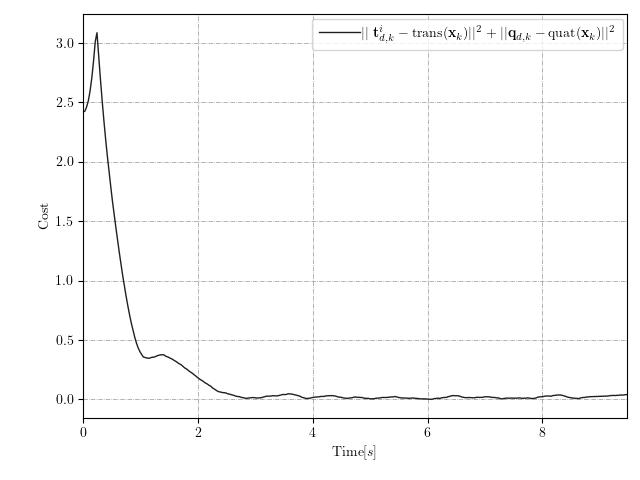 || t^i_{d,k} − trans(x_k)||^2 + ||q_{d,k} − quat(x_k)||^2
3.0
2.5
2.0
1.5
1.0
0.5
0.0
Cost
0 2 4 6 8
Time[s]